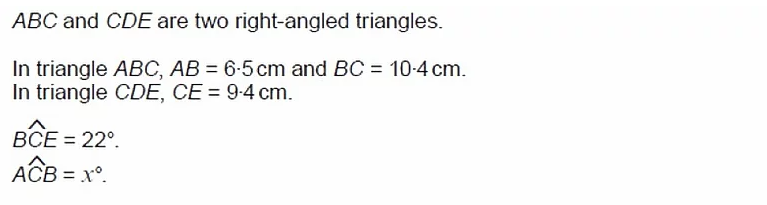 ABC and CDE are two right-angled triangles.
In triangle ABC, AB = 6·5 cm and BC = 10·4 cm.
In triangle CDE, CE = 9·4 cm.
BĈE = 22°.
AĈB = x°.